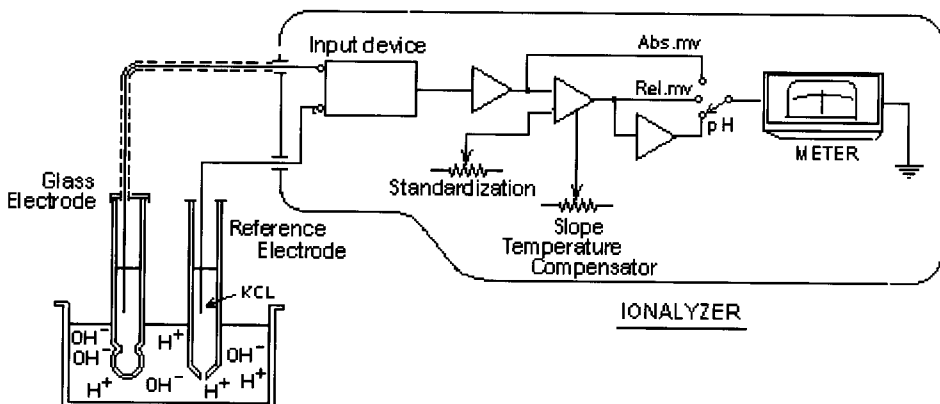 Input device
Abs.mv
Rel.mv
pH
METER
Standardization
Slope
Temperature
Compensator
Glass
Electrode
Reference
Electrode
KCL
IONALYZER
OH⁻
H⁺
OH⁻
OH⁻
H⁺
OH⁻
H⁺
H⁺